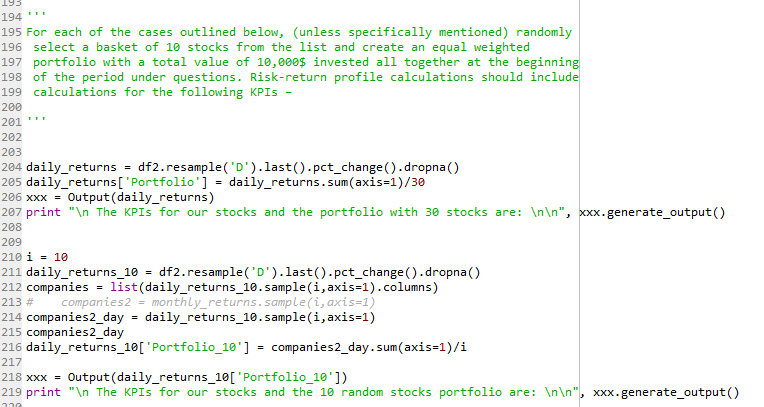 193
194 '''
195 For each of the cases outlined below, (unless specifically mentioned) randomly
196  select a basket of 10 stocks from the list and create an equal weighted
197  portfolio with a total value of 10,000$ invested all together at the beginning
198  of the period under questions. Risk-return profile calculations should include
199  calculations for the following KPIs –
200
201 '''
202
203
204 daily_returns = df2.resample('D').last().pct_change().dropna()
205 daily_returns['Portfolio'] = daily_returns.sum(axis=1)/30
206 xxx = Output(daily_returns)
207 print "\n The KPIs for our stocks and the portfolio with 30 stocks are: \n\n", xxx.generate_output()
208
209
210 i = 10
211 daily_returns_10 = df2.resample('D').last().pct_change().dropna()
212 companies = list(daily_returns_10.sample(i,axis=1).columns)
213 #    companies2 = monthly_returns.sample(i,axis=1)
214 companies2_day = daily_returns_10.sample(i,axis=1)
215 companies2_day
216 daily_returns_10['Portfolio_10'] = companies2_day.sum(axis=1)/i
217
218 xxx = Output(daily_returns_10['Portfolio_10'])
219 print "\n The KPIs for our stocks and the 10 random stocks portfolio are: \n\n", xxx.generate_output()
220